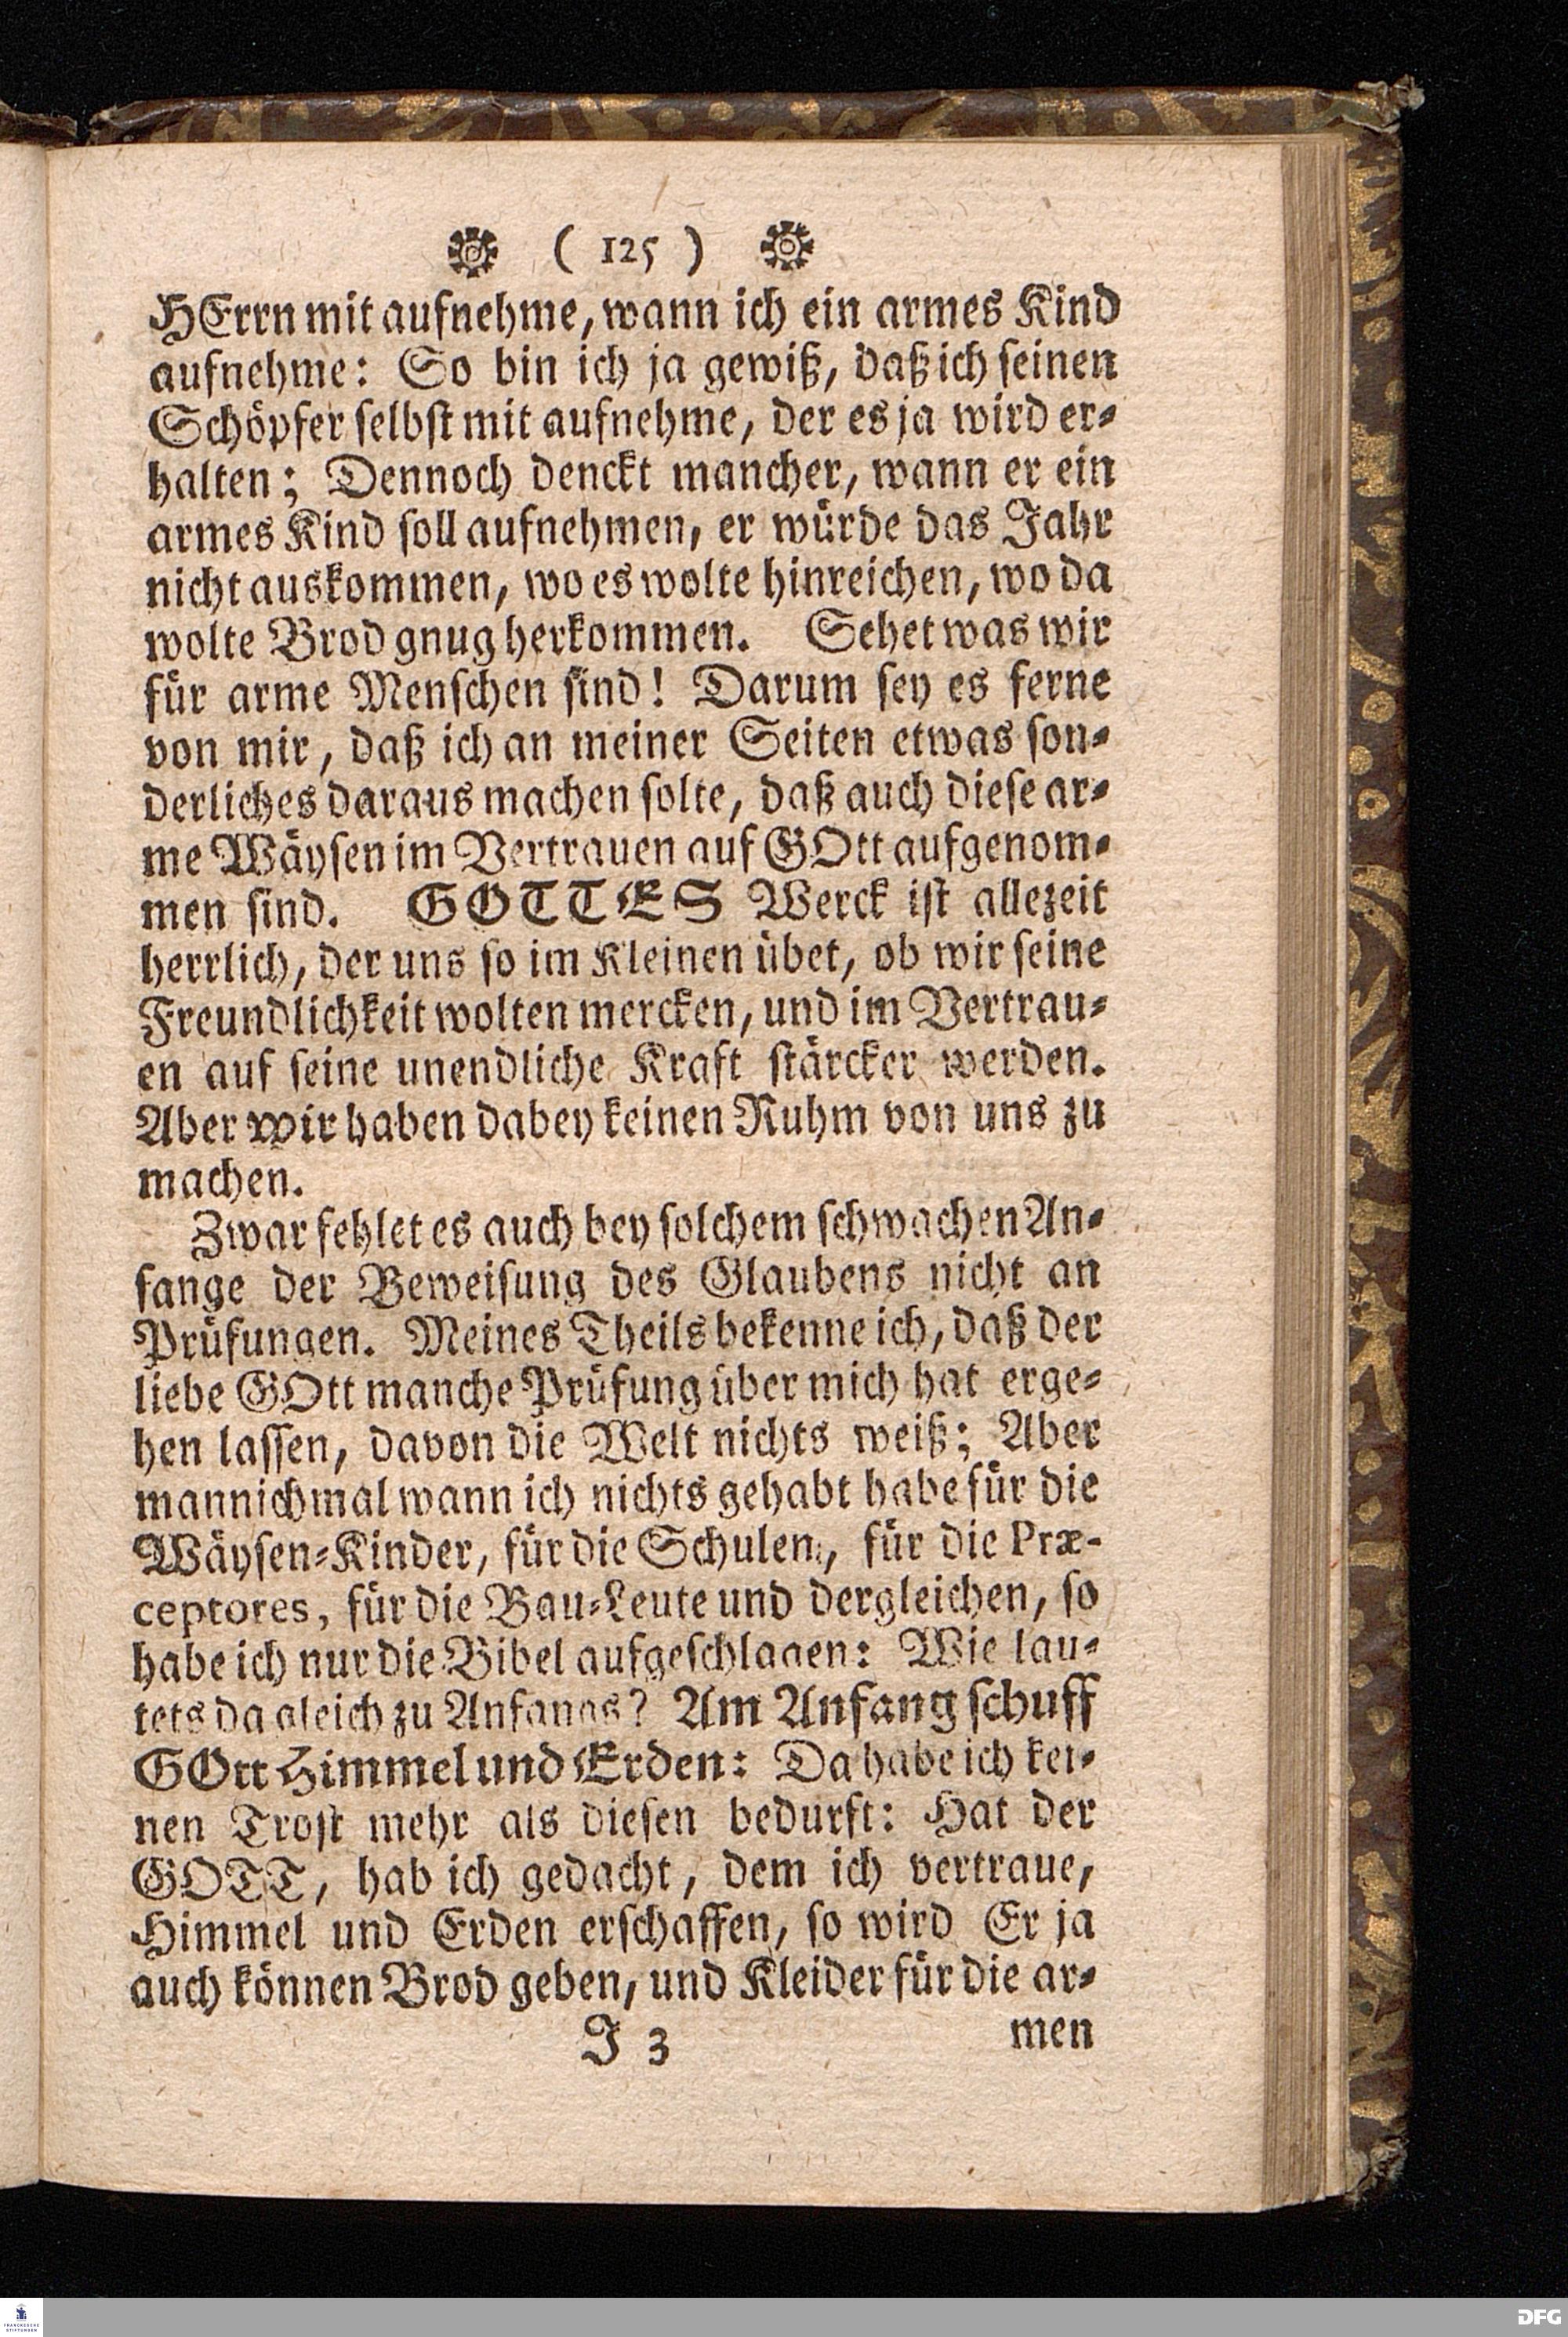 ( 125 )
HErrn mit aufnehme, wann ich ein armes Kind
aufnehme: So bin ich ja gewiß, daß ich seinen
Schöpfer selbst mit aufnehme, der es ja wird er-
halten; Dennoch denckt mancher, wann er ein
armes Kind soll aufnehmen, er würde das Jahr
nicht auskommen, wo es wolte hinreichen, wo da
wolte Brod gnug herkommen. Sehet was wir
für arme Menschen sind! Darum sey es ferne
von mir, daß ich an meiner Seiten etwas son-
derliches daraus machen solte, daß auch diese ar-
me Wäysen im Vertrauen auf GOtt aufgenom-
men sind. GOTTES Werck ist allezeit
herrlich, der uns so im Kleinen übet, ob wir seine
Freundlichkeit wolten mercken, und im Vertrau-
en auf seine unendliche Kraft stärcker werden.
Aber wir haben dabey keinen Ruhm von uns zu
machen.
Zwar fehlet es auch bey solchem schwachen An-
fange der Beweisung des Glaubens nicht an
Prüfungen. Meines Theils bekenne ich, daß der
liebe GOtt manche Prüfung über mich hat erge-
hen lassen, davon die Welt nichts weiß; Aber
mannichmal wann ich nichts gehabt habe für die
Wäysen-Kinder, für die Schulen, für die Præ-
ceptores, für die Bau-Leute und dergleichen, so
habe ich nur die Bibel aufgeschlagen: Wie lau-
tets da gleich zu Anfangs? Am Anfang schuff
GOtt Himmel und Erden: Da habe ich kei-
nen Trost mehr als diesen bedurft: Hat der
GOTT, hab ich gedacht, dem ich vertraue,
Himmel und Erden erschaffen, so wird Er ja
auch können Brod geben, und Kleider für die ar-
J 3 men
FRANCKESCHE
STIFTUNGEN
DFG